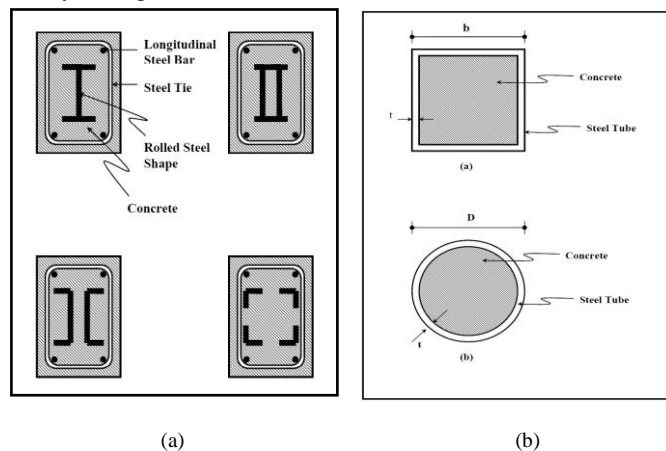 Longitudinal
Steel Bar
Steel Tie
Rolled Steel
Shape
Concrete
b
Concrete
t
Steel Tube
(a)
D
Concrete
Steel Tube
t
(b)
(a)
(b)